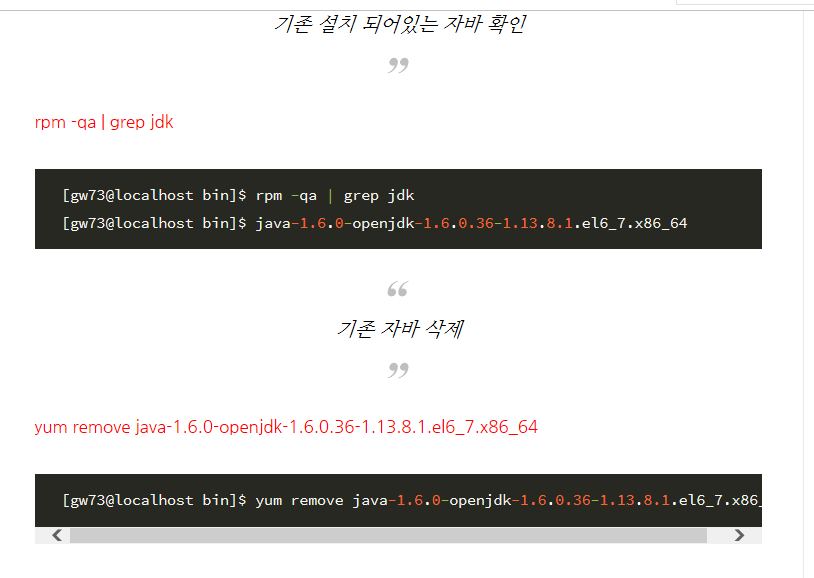 기존 설치 되어있는 자바 확인
”
rpm -qa | grep jdk
[gw73@localhost bin]$ rpm -qa | grep jdk
[gw73@localhost bin]$ java-1.6.0-openjdk-1.6.0.36-1.13.8.1.el6_7.x86_64
“
기존 자바 삭제
”
yum remove java-1.6.0-openjdk-1.6.0.36-1.13.8.1.el6_7.x86_64
[gw73@localhost bin]$ yum remove java-1.6.0-openjdk-1.6.0.36-1.13.8.1.el6_7.x86_